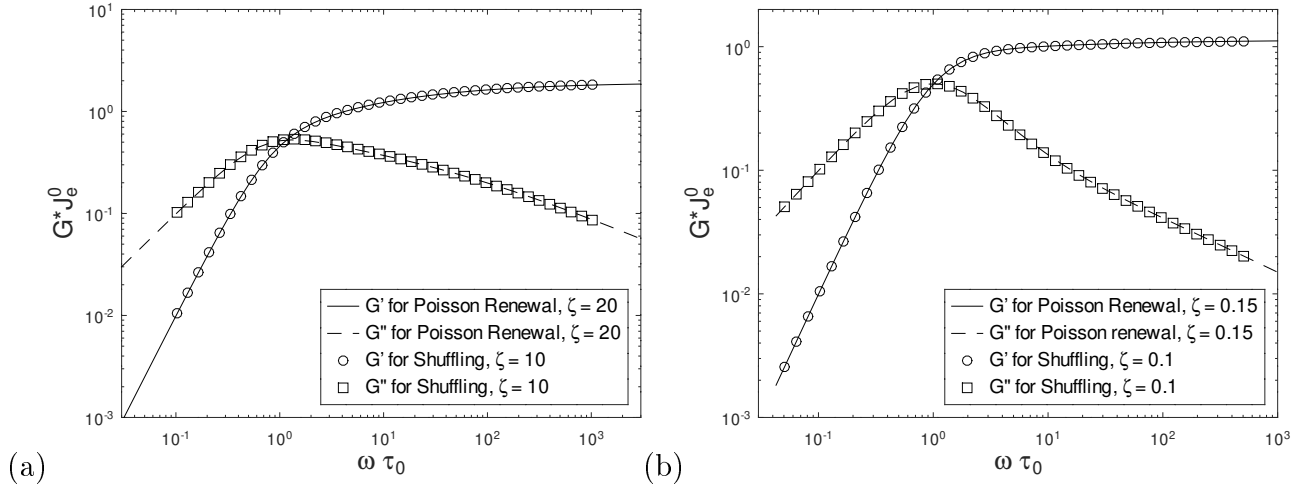 10^1
10^0
10^-1
10^-2
10^-3
G* J_e^0
10^-1
10^0
10^1
10^2
10^3
ω τ_0
G' for Poisson Renewal, ζ = 20
G'' for Poisson Renewal, ζ = 20
G' for Shuffling, ζ = 10
G'' for Shuffling, ζ = 10
(a)
10^0
10^-1
10^-2
10^-3
G* J_e^0
10^-1
10^0
10^1
10^2
10^3
ω τ_0
G' for Poisson Renewal, ζ = 0.15
G'' for Poisson renewal, ζ = 0.15
G' for Shuffling, ζ = 0.1
G'' for Shuffling, ζ = 0.1
(b)